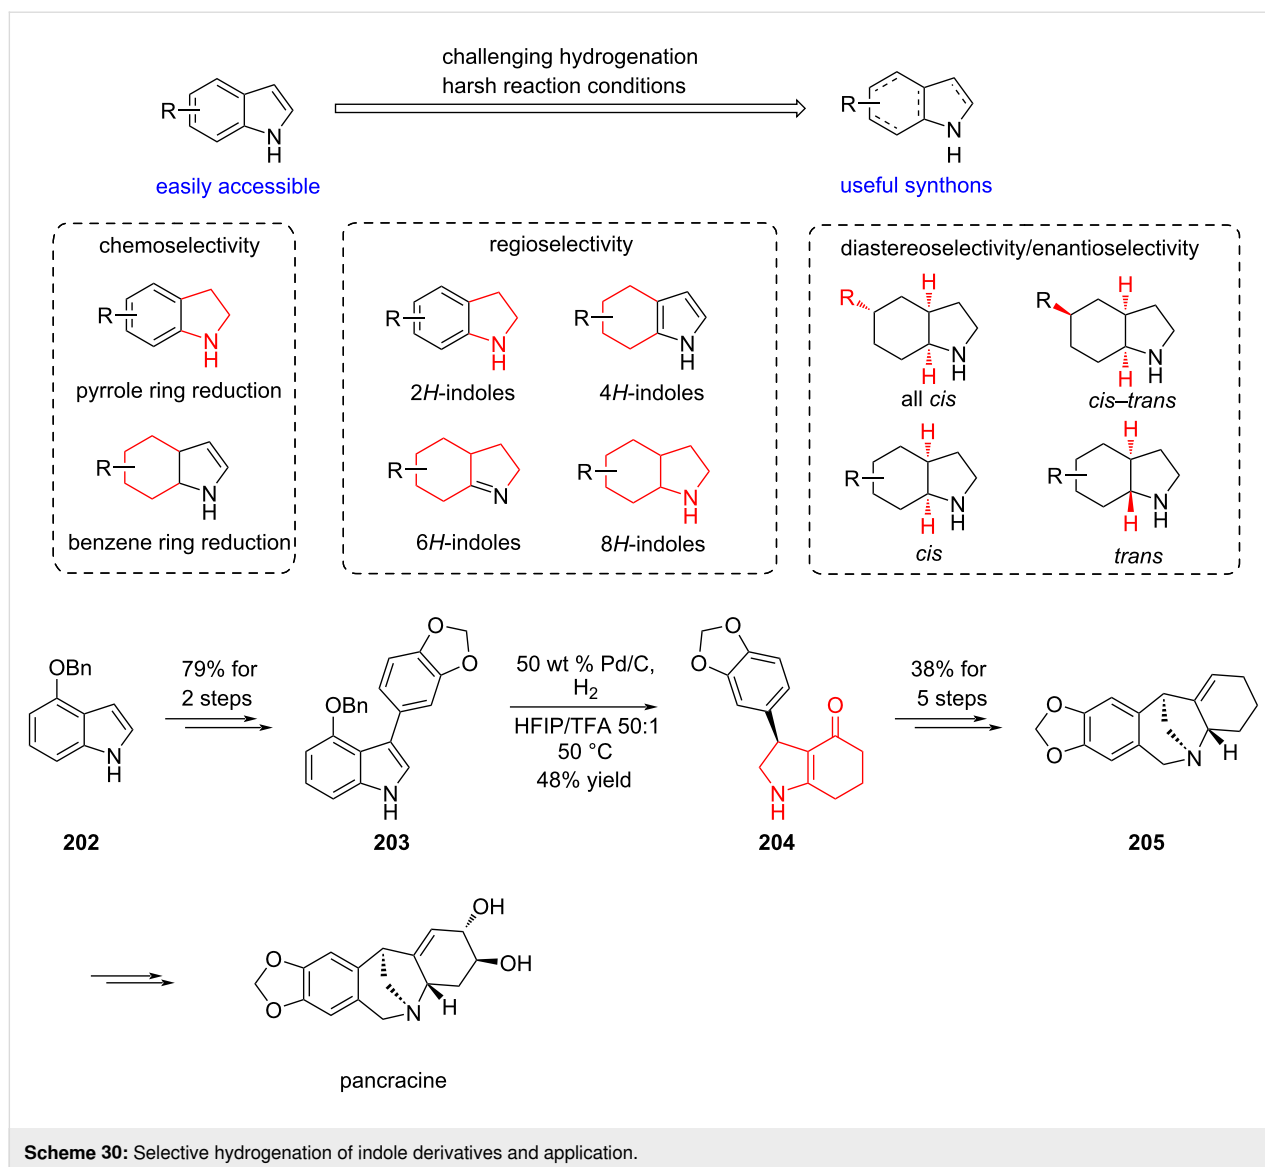 challenging hydrogenation
harsh reaction conditions
R
N
H
R
N
H
easily accessible
useful synthons
chemoselectivity
regioselectivity
diastereoselectivity/enantioselectivity
R
N
H
R
N
H
R
N
H
R
H
H
N
H
R
H
H
N
H
pyrrole ring reduction
2H-indoles
4H-indoles
all cis
cis–trans
R
N
H
R
N
R
N
H
R
H
H
N
H
R
H
H
N
H
benzene ring reduction
6H-indoles
8H-indoles
cis
trans
OBn
N
H
79% for
2 steps
O
O
OBn
N
H
50 wt % Pd/C,
H2
HFIP/TFA 50:1
50 °C
48% yield
O
O
O
N
H
38% for
5 steps
O
O
N
H
202
203
204
205
OH
OH
O
O
N
H
pancracine
Scheme 30: Selective hydrogenation of indole derivatives and application.